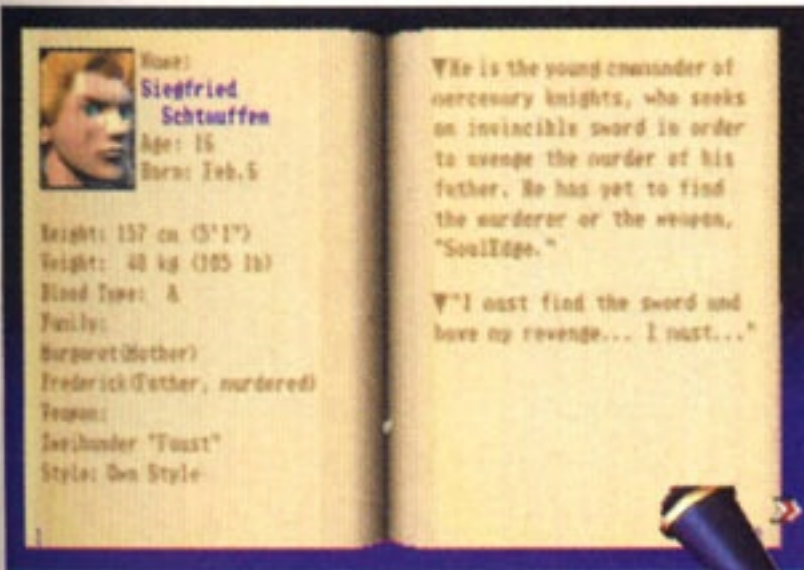 Name:
Siegfried
Schtauffen
Age: 16
Born: Feb.6
Height: 157 cm (5'1")
Weight: 48 kg (105 lb)
Blood Type: A
Family:
Margaret(Mother)
Frederick(Father, murdered)
Weapon:
Zweihander "Faust"
Style: Own Style
▼He is the young commander of
mercenary knights, who seeks
an invincible sword in order
to avenge the murder of his
father. He has yet to find
the murderer or the weapon,
"SoulEdge."
▼"I must find the sword and
have my revenge... I must..."